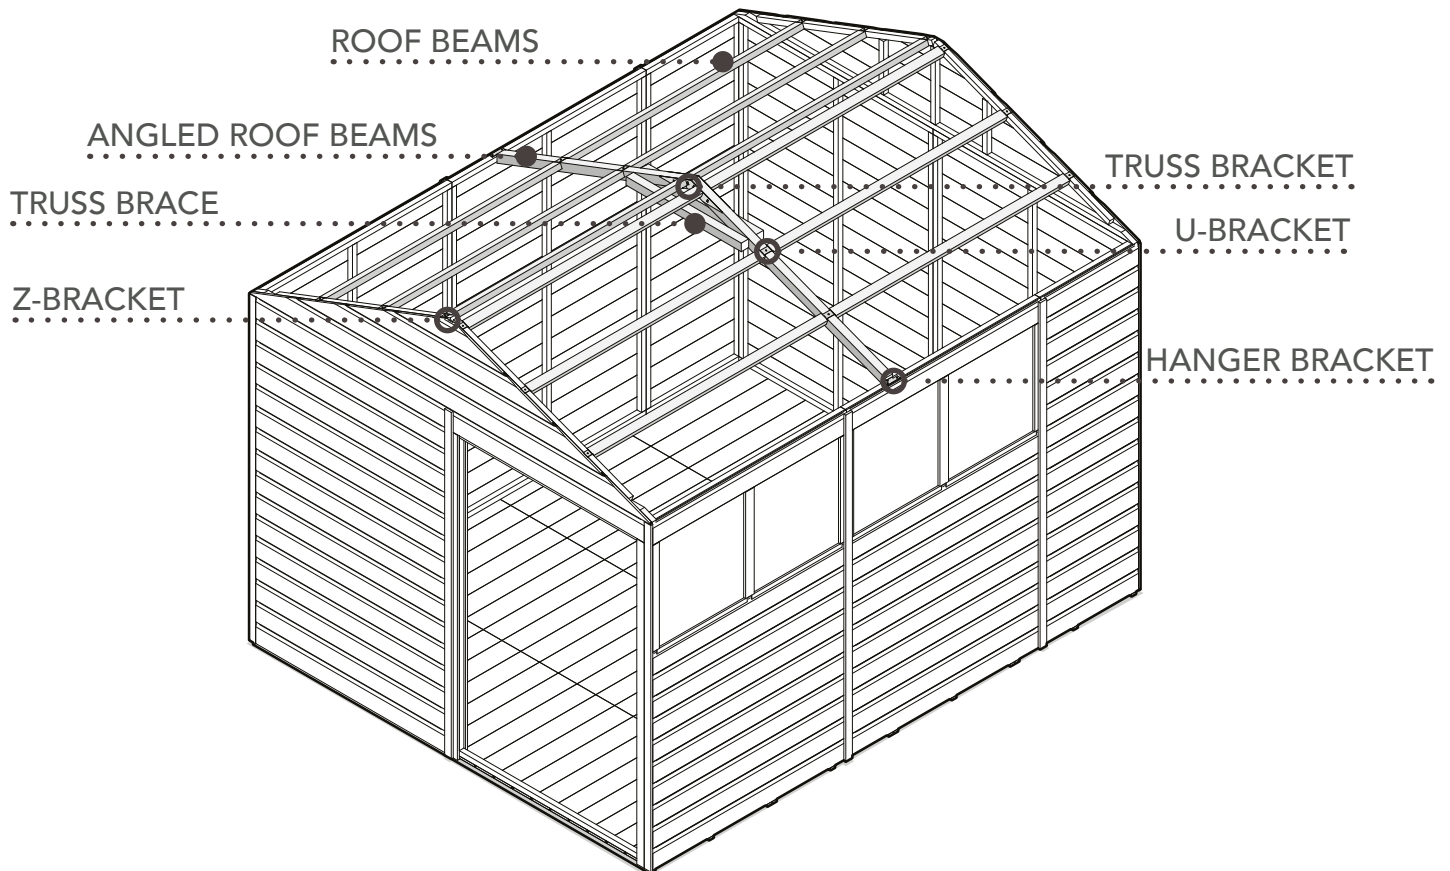 ROOF BEAMS
ANGLED ROOF BEAMS
TRUSS BRACKET
TRUSS BRACE
U-BRACKET
Z-BRACKET
HANGER BRACKET